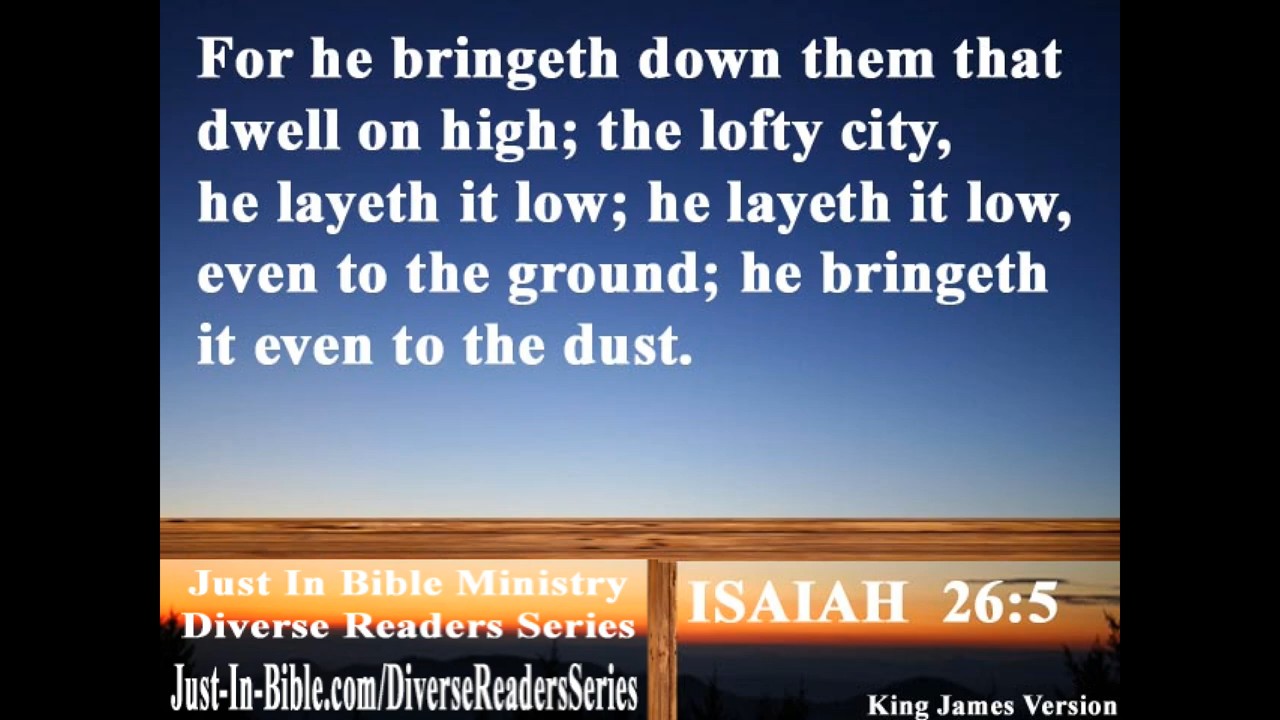 For he bringeth down them that
dwell on high; the lofty city,
he layeth it low; he layeth it low,
even to the ground; he bringeth
it even to the dust.
Just In Bible Ministry
Diverse Readers Series
Just-In-Bible.com/DiverseReadersSeries
ISAIAH 26:5
King James Version